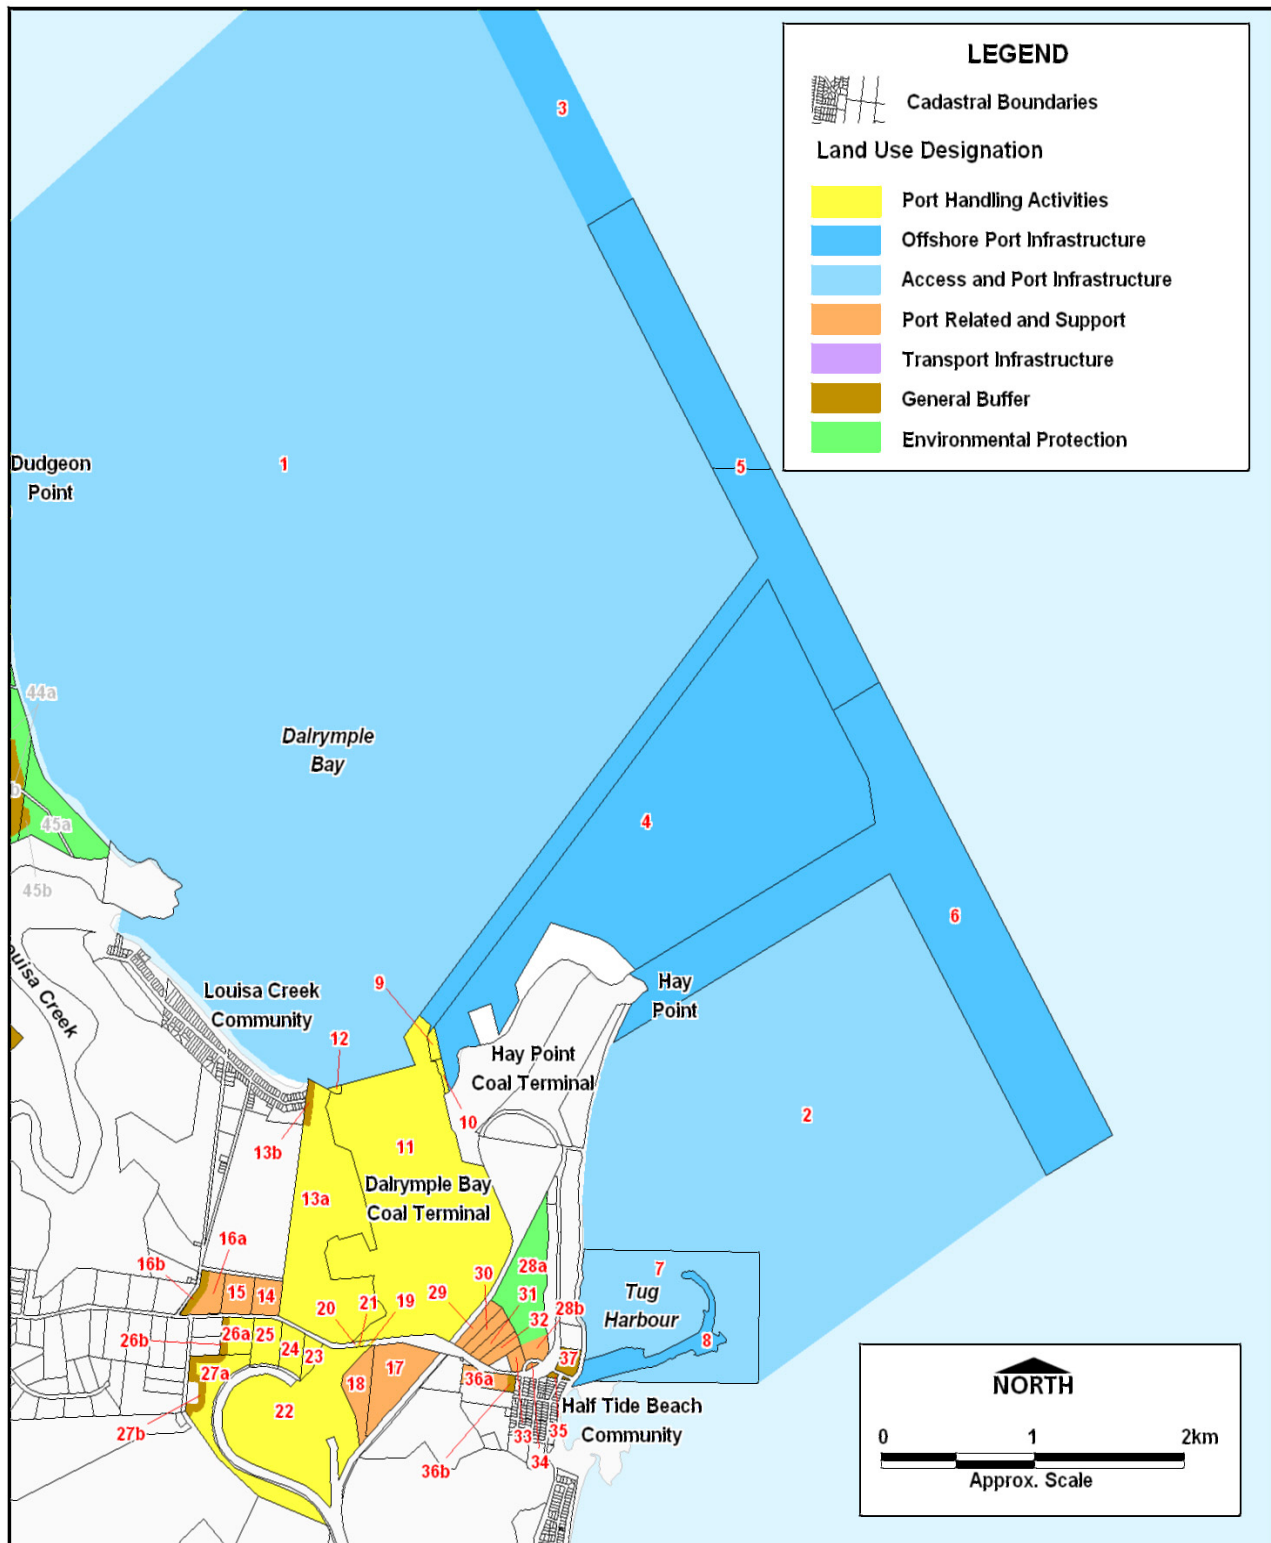 LEGEND
Cadastral Boundaries
Land Use Designation
Port Handling Activities
Offshore Port Infrastructure
Access and Port Infrastructure
Port Related and Support
Transport Infrastructure
General Buffer
Environmental Protection
3
Dudgeon
Point
1
5
44a
Dalrymple
Bay
b
45a
4
45b
6
Louisa Creek
Louisa Creek
Community
9
Hay
Point
12
Hay Point
Coal Terminal
10
2
13b
11
13a
Dalrymple Bay
Coal Terminal
16a
16b
15
14
30
28a
7
29
31
Tug
Harbour
20
21
19
32
28b
8
26b
26a
25
24
23
18
17
36a
37
27a
22
27b
Half Tide Beach
Community
33
35
34
36b
NORTH
0 1 2km
Approx. Scale